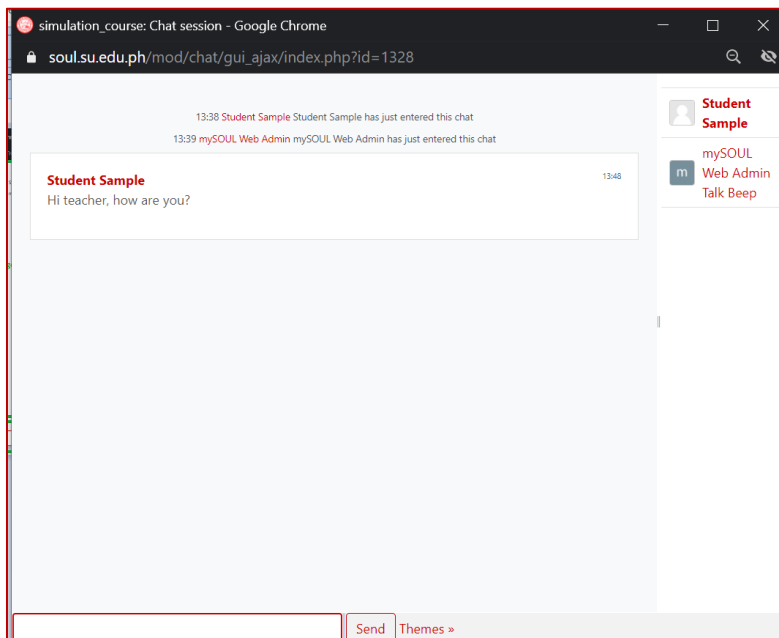 simulation_course: Chat session - Google Chrome
soul.su.edu.ph/mod/chat/gui_ajax/index.php?id=1328
13:38 Student Sample Student Sample has just entered this chat
13:39 mySOUL Web Admin mySOUL Web Admin has just entered this chat
Student Sample
13:48
Hi teacher, how are you?
Student
Sample
m
mySOUL
Web Admin
Talk Beep
Send Themes »